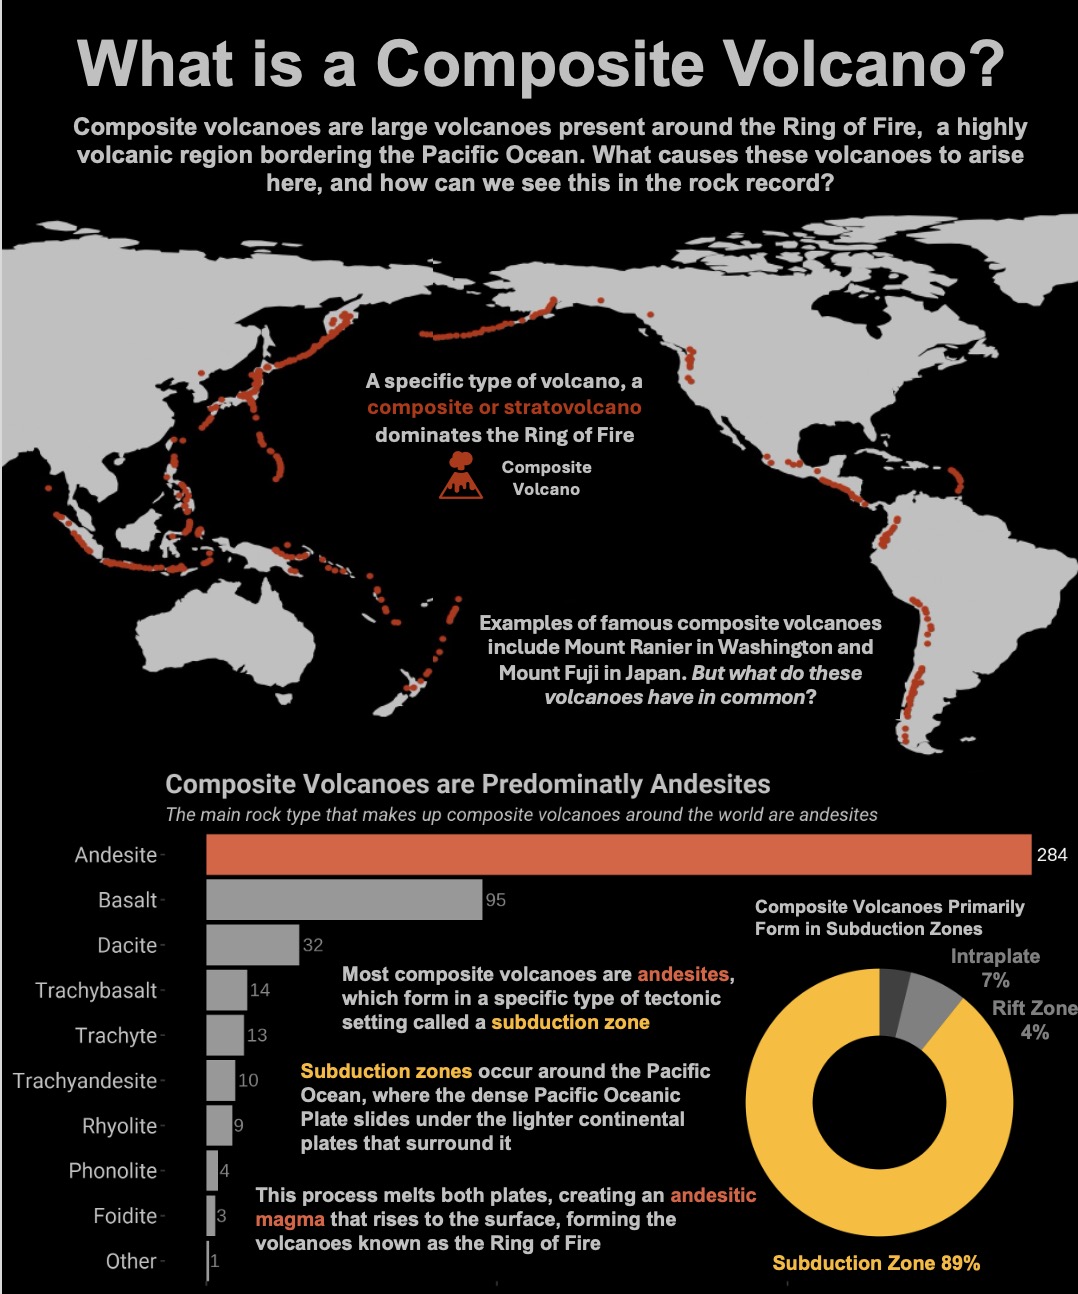 What is a Composite Volcano?
Composite volcanoes are large volcanoes present around the Ring of Fire, a highly
volcanic region bordering the Pacific Ocean. What causes these volcanoes to arise
here, and how can we see this in the rock record?
A specific type of volcano, a
composite or stratovolcano
dominates the Ring of Fire
Composite
Volcano
Examples of famous composite volcanoes
include Mount Ranier in Washington and
Mount Fuji in Japan. But what do these
volcanoes have in common?
Composite Volcanoes are Predominatly Andesites
The main rock type that makes up composite volcanoes around the world are andesites
Andesite
284
Basalt
95
Dacite
32
Trachybasalt
14
Trachyte
13
Trachyandesite
10
Rhyolite
9
Phonolite
4
Foidite
3
Other
1
Most composite volcanoes are andesites,
which form in a specific type of tectonic
setting called a subduction zone
Subduction zones occur around the Pacific
Ocean, where the dense Pacific Oceanic
Plate slides under the lighter continental
plates that surround it
This process melts both plates, creating an andesitic
magma that rises to the surface, forming the
volcanoes known as the Ring of Fire
Composite Volcanoes Primarily
Form in Subduction Zones
Intraplate
7%
Rift Zone
4%
Subduction Zone 89%